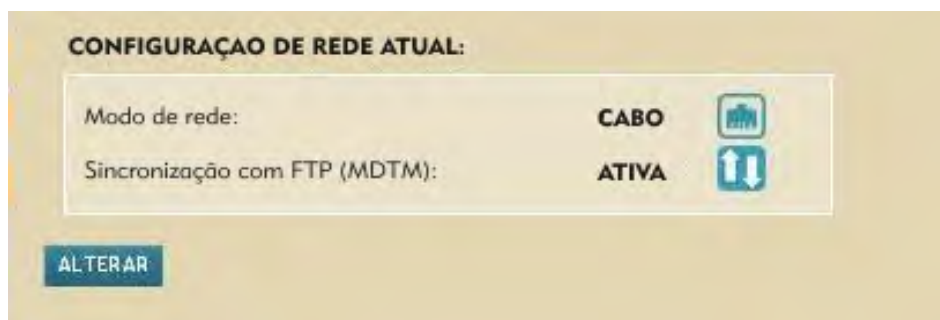 CONFIGURAÇAO DE REDE ATUAL:
Modo de rede: CABO
Sincronização com FTP (MDTM): ATIVA
ALTERAR